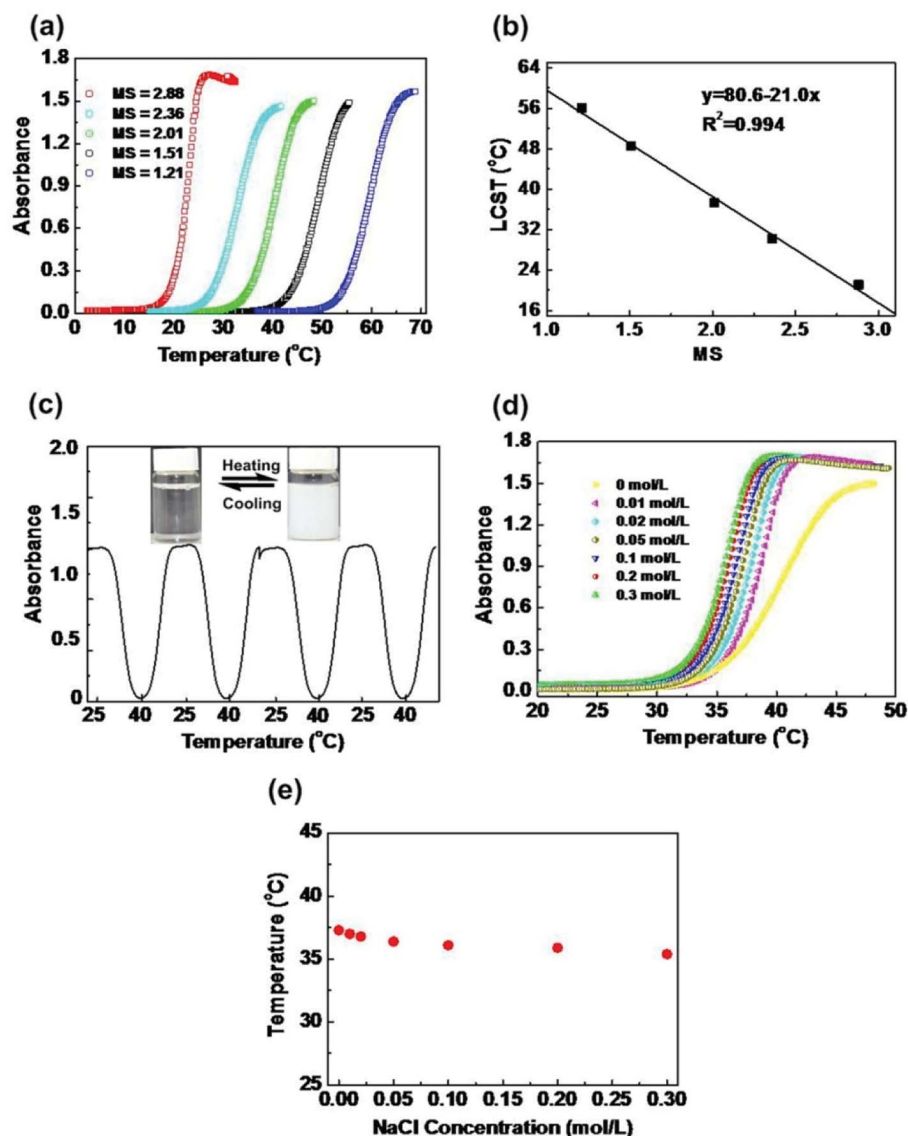 (a)
1.8
1.5
1.2
0.9
0.6
0.3
0.0
Absorbance
MS = 2.88
MS = 2.36
MS = 2.01
MS = 1.51
MS = 1.21
0 10 20 30 40 50 60 70
Temperature (°C)
(b)
64
56
48
40
32
24
16
LCST (°C)
y=80.6-21.0x
R²=0.994
1.0 1.5 2.0 2.5 3.0
MS
(c)
2.0
1.5
1.0
0.5
0
Absorbance
Heating
Cooling
25 40 25 40 25 40 25 40
Temperature (°C)
(d)
1.8
1.5
1.2
0.9
0.6
0.3
0.0
Absorbance
0 mol/L
0.01 mol/L
0.02 mol/L
0.05 mol/L
0.1 mol/L
0.2 mol/L
0.3 mol/L
20 25 30 35 40 45 50
Temperature (°C)
(e)
45
40
35
30
25
Temperature (°C)
0.00 0.05 0.10 0.15 0.20 0.25 0.30
NaCl Concentration (mol/L)